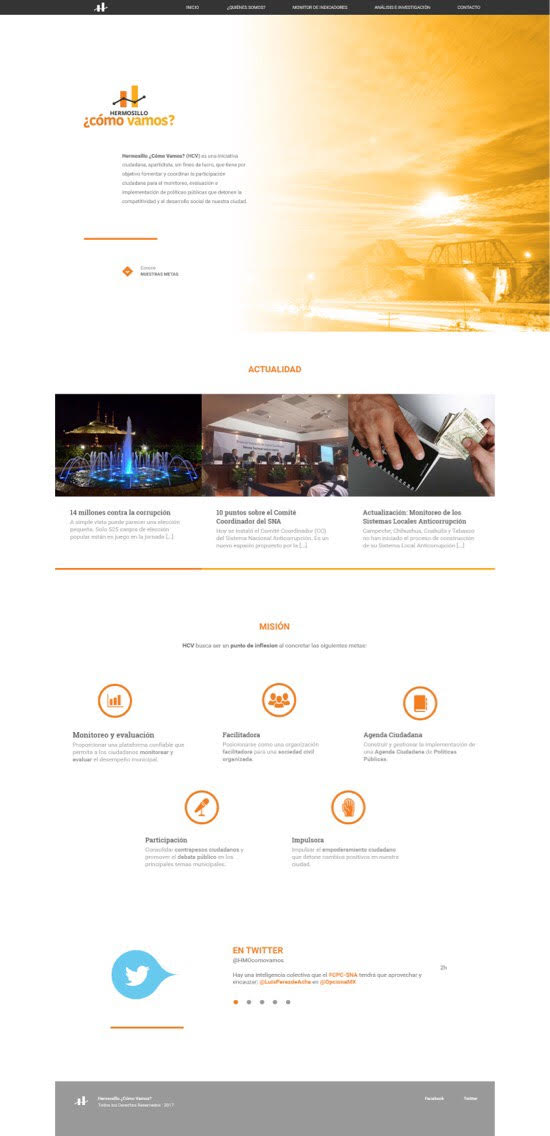 INICIO
¿QUIÉNES SOMOS?
MONITOR DE INDICADORES
ANÁLISIS E INVESTIGACIÓN
CONTACTO
HERMOSILLO
¿cómo vamos?
Hermosillo ¿Cómo Vamos? (HCV) es una iniciativa
ciudadana, apartidista, sin fines de lucro, que tiene por
objetivo fomentar y coordinar la participación
ciudadana para el monitoreo, evaluación e
implementación de políticas públicas que detonen la
competitividad y el desarrollo social de nuestra ciudad.
Conoce
NUESTRAS METAS
ACTUALIDAD
14 millones contra la corrupción
A simple vista puede parecer una elección
pequeña. Solo 525 cargos de elección
popular están en juego en la jornada [...]
10 puntos sobre el Comité
Coordinador del SNA
Hoy se instaló el Comité Coordinador (CC)
del Sistema Nacional Anticorrupción. Es un
nuevo espacio propuesto por la [...]
Actualización: Monitoreo de los
Sistemas Locales Anticorrupción
Campeche, Chihuahua, Coahuila y Tabasco
no han iniciado el proceso de construcción
de su Sistema Local Anticorrupción [...]
MISIÓN
HCV busca ser un punto de inflexion al concretar las siguientes metas:
Monitoreo y evaluación
Proporcionar una plataforma confiable que
permita a los ciudadanos monitorear y
evaluar el desempeño municipal.
Facilitadora
Posicionarse como una organización
facilitadora para una sociedad civil
organizada.
Agenda Ciudadana
Construir y gestionar la implementación de
una Agenda Ciudadana de Políticas
Públicas.
Participación
Consolidar contrapesos ciudadanos y
promover el debate público en los
principales temas municipales.
Impulsora
Impulsar el empoderamiento ciudadano
que detone cambios positivos en nuestra
ciudad.
EN TWITTER
@HMOcomovamos
2h
Hay una inteligencia colectiva que el #CPC-SNA tendrá que aprovechar y
encauzar: @LuisPerezdeAcha en @OpcionaMX
Hermosillo ¿Cómo Vamos?
Todos los Derechos Reservados - 2017
Facebook
Twitter